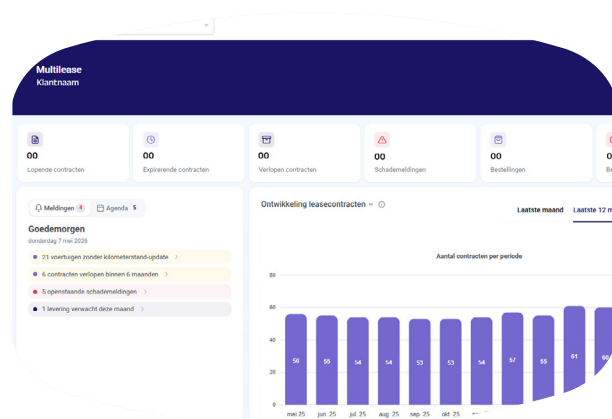 Multilease
Klantnaam
00
Lopende contracten
00
Expirerende contracten
00
Verlopen contracten
00
Schademeldingen
00
Bestellingen
Meldingen 4
Agenda 5
Goedemorgen
donderdag 7 mei 2026
21 voertuigen zonder kilometerstand-update
6 contracten verlopen binnen 6 maanden
5 openstaande schademeldingen
1 levering verwacht deze maand
Ontwikkeling leasecontracten
Laatste maand Laatste 12 m
Aantal contracten per periode
80
60
40
20
0
56 55 54 54 53 53 54 57 55 61 60
mei 25 jun. 25 jul. 25 aug. 25 sep. 25 okt. 25